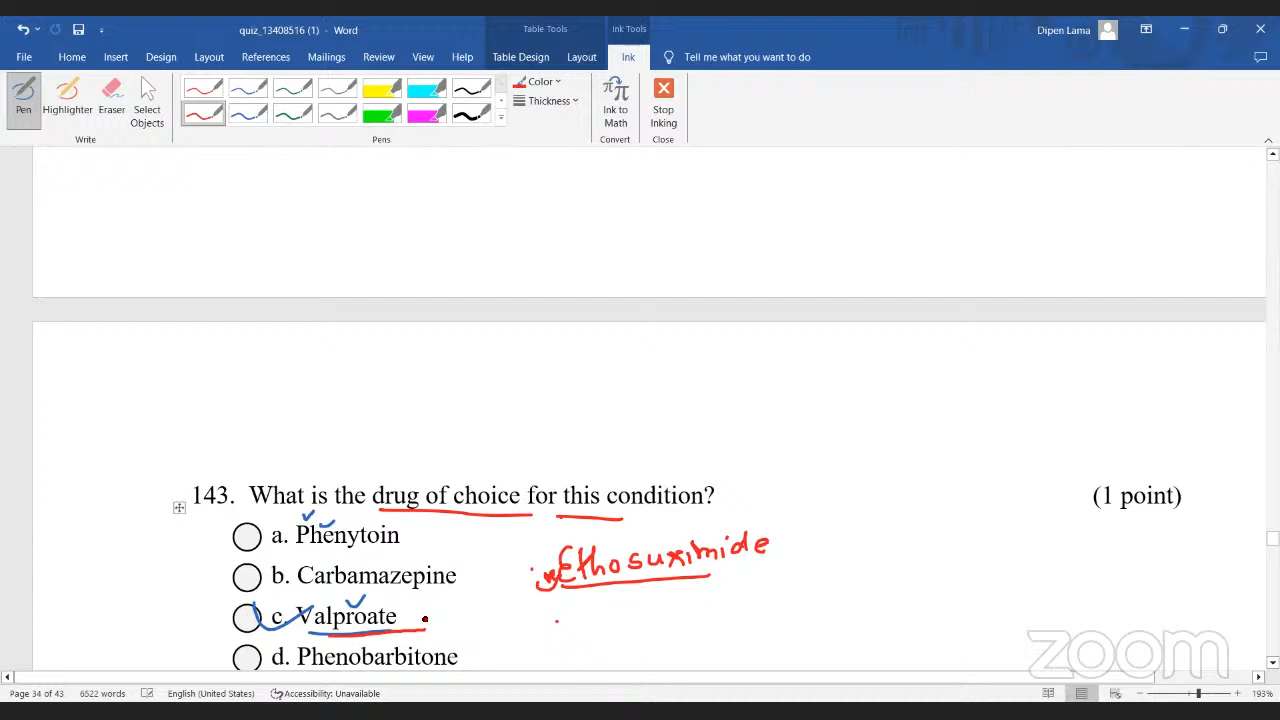 quiz_13408516 (1) - Word
Table Tools
Ink Tools
Dipen Lama
File Home Insert Design Layout References Mailings Review View Help Table Design Layout Ink Tell me what you want to do
Pen Highlighter Eraser Select Objects
Color
Thickness
Ink to Math
Stop Inking
Write Pens Convert Close
143. What is the drug of choice for this condition? (1 point)
a. Phenytoin
Ethosuximide
b. Carbamazepine
c. Valproate
d. Phenobarbitone
zoom
Page 34 of 43 6522 words English (United States) Accessibility: Unavailable 193%